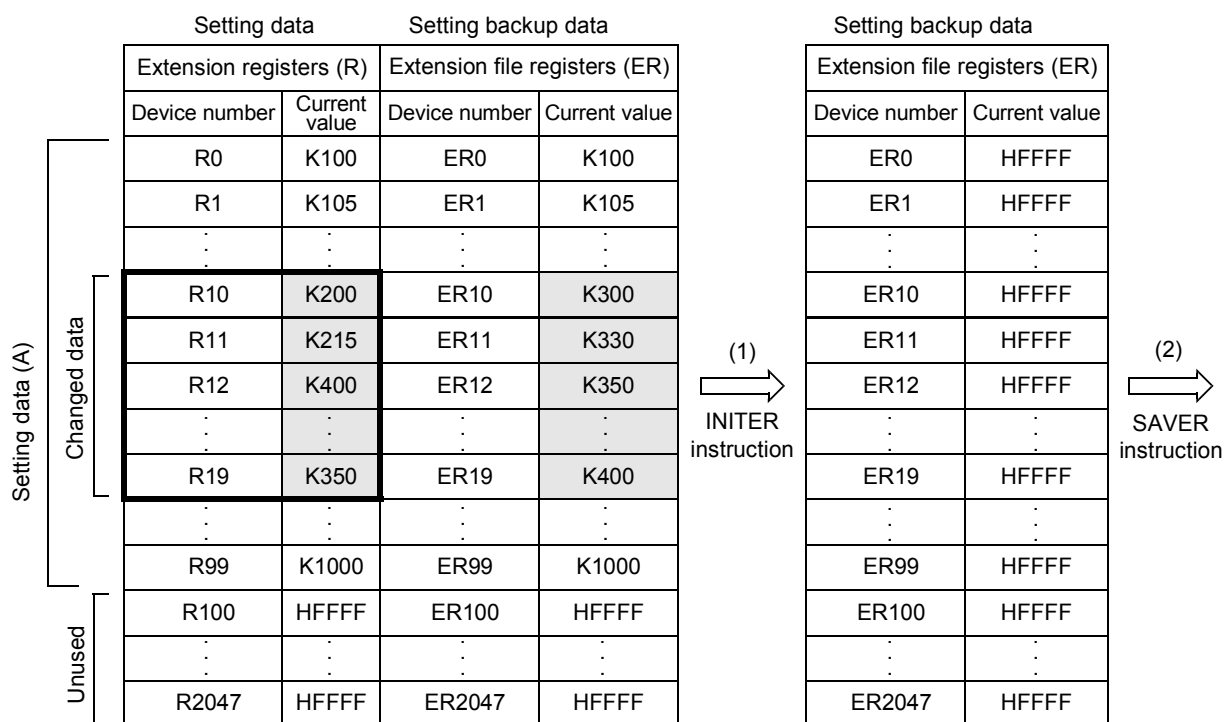 Setting data Setting backup data Setting backup data
Extension registers (R) Extension file registers (ER) Extension file registers (ER)
Device number Current value Device number Current value Device number Current value
R0 K100 ER0 K100 ER0 HFFFF
R1 K105 ER1 K105 ER1 HFFFF
: : : : : :
R10 K200 ER10 K300 ER10 HFFFF
R11 K215 ER11 K330 ER11 HFFFF
R12 K400 ER12 K350 ER12 HFFFF
: : : : : :
R19 K350 ER19 K400 ER19 HFFFF
: : : : : :
R99 K1000 ER99 K1000 ER99 HFFFF
R100 HFFFF ER100 HFFFF ER100 HFFFF
: : : : : :
R2047 HFFFF ER2047 HFFFF ER2047 HFFFF
Setting data (A)
Changed data
Unused
(1)
INITER
instruction
(2)
SAVER
instruction